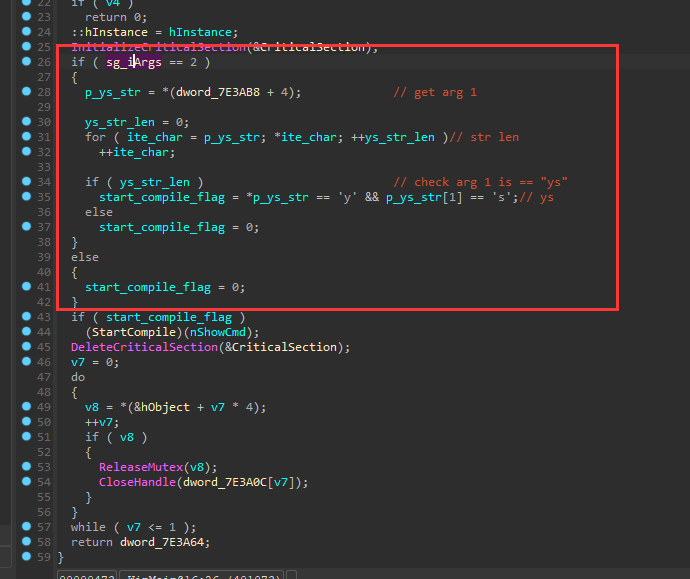 22 if ( v4 )
23 return 0;
24 ::hInstance = hInstance;
25 InitializeCriticalSection(&CriticalSection);
26 if ( sg_iArgs == 2 )
27 {
28 p_ys_str = *(dword_7E3AB8 + 4); // get arg 1
29
30 ys_str_len = 0;
31 for ( ite_char = p_ys_str; *ite_char; ++ys_str_len )// str len
32 ++ite_char;
33
34 if ( ys_str_len ) // check arg 1 is == "ys"
35 start_compile_flag = *p_ys_str == 'y' && p_ys_str[1] == 's';// ys
36 else
37 start_compile_flag = 0;
38 }
39 else
40 {
41 start_compile_flag = 0;
42 }
43 if ( start_compile_flag )
44 (StartCompile)(nShowCmd);
45 DeleteCriticalSection(&CriticalSection);
46 v7 = 0;
47 do
48 {
49 v8 = *(&hObject + v7 * 4);
50 ++v7;
51 if ( v8 )
52 {
53 ReleaseMutex(v8);
54 CloseHandle(dword_7E3A0C[v7]);
55 }
56 }
57 while ( v7 <= 1 );
58 return dword_7E3A64;
59 }